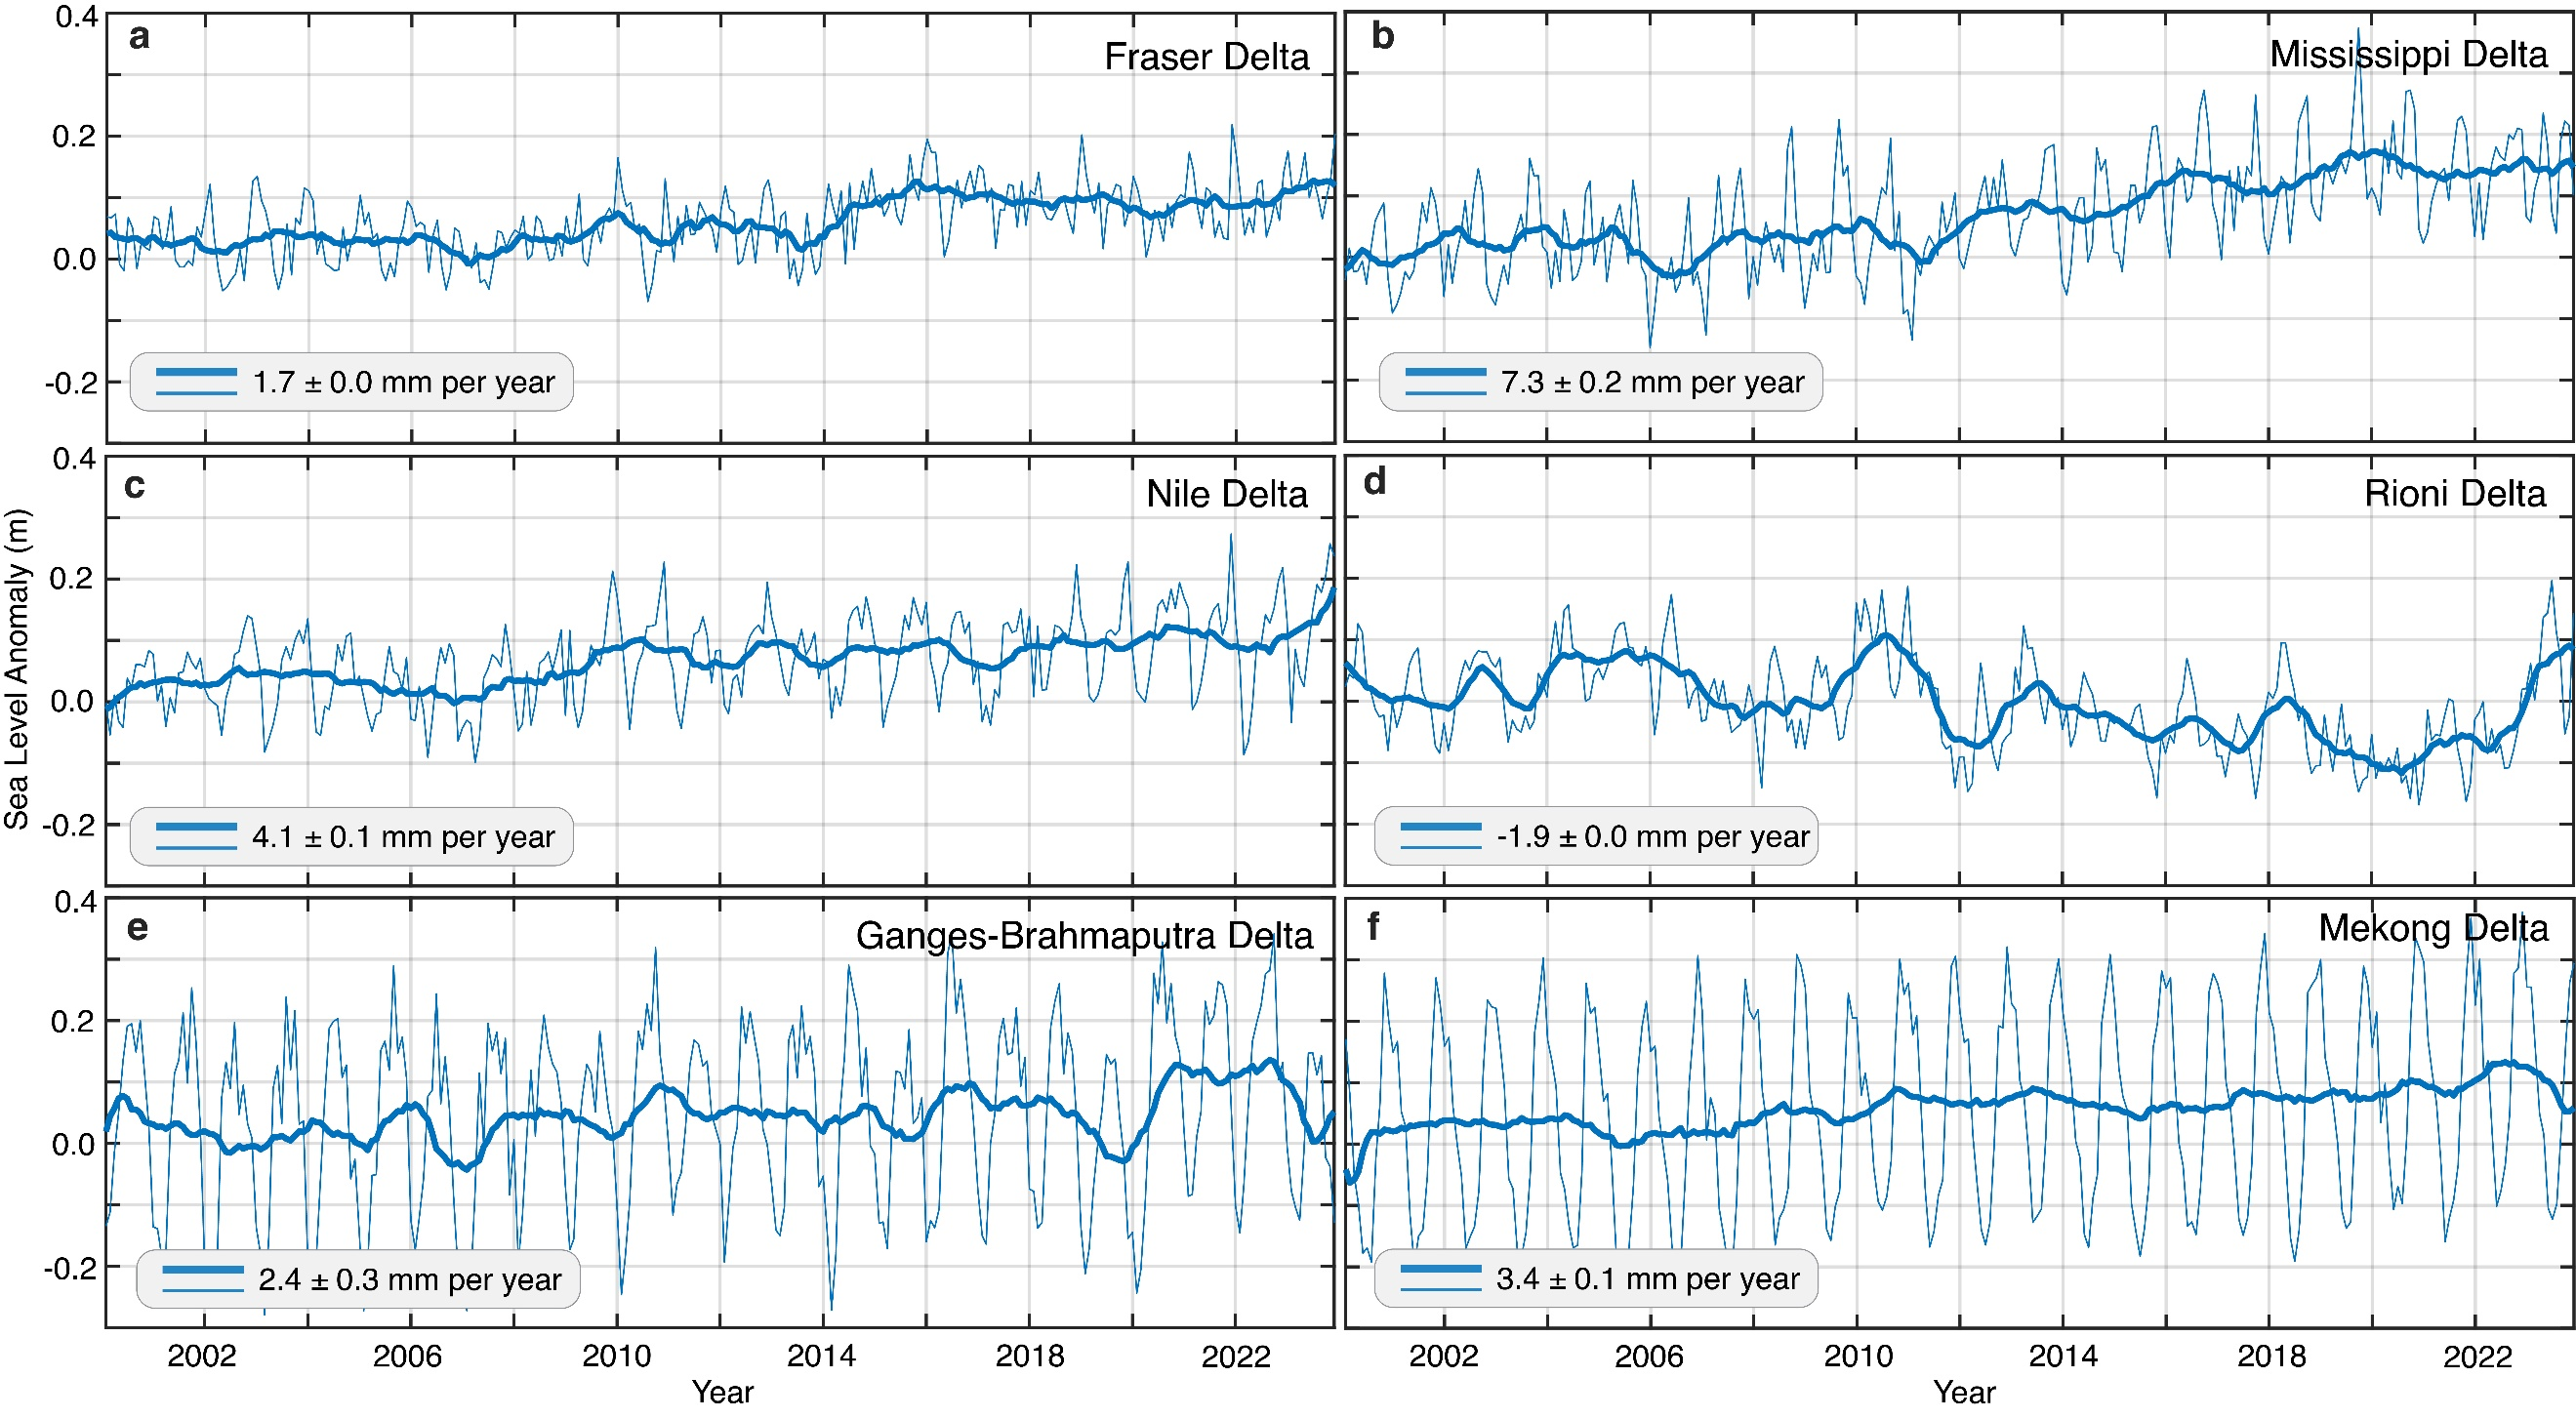 a
Fraser Delta
0.4
0.2
0.0
-0.2
1.7 ± 0.0 mm per year
b
Mississippi Delta
7.3 ± 0.2 mm per year
c
Nile Delta
0.4
0.2
0.0
-0.2
4.1 ± 0.1 mm per year
d
Rioni Delta
-1.9 ± 0.0 mm per year
Sea Level Anomaly (m)
e
Ganges-Brahmaputra Delta
0.4
0.2
0.0
-0.2
2.4 ± 0.3 mm per year
2002 2006 2010 2014 2018 2022
Year
f
Mekong Delta
3.4 ± 0.1 mm per year
2002 2006 2010 2014 2018 2022
Year